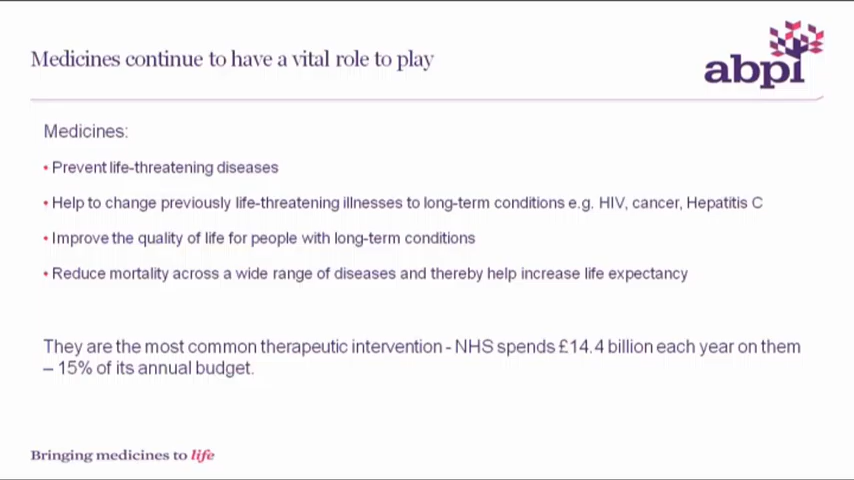 Medicines continue to have a vital role to play
abpi
Medicines:
• Prevent life-threatening diseases
• Help to change previously life-threatening illnesses to long-term conditions e.g. HIV, cancer, Hepatitis C
• Improve the quality of life for people with long-term conditions
• Reduce mortality across a wide range of diseases and thereby help increase life expectancy
They are the most common therapeutic intervention - NHS spends £14.4 billion each year on them
– 15% of its annual budget.
Bringing medicines to life